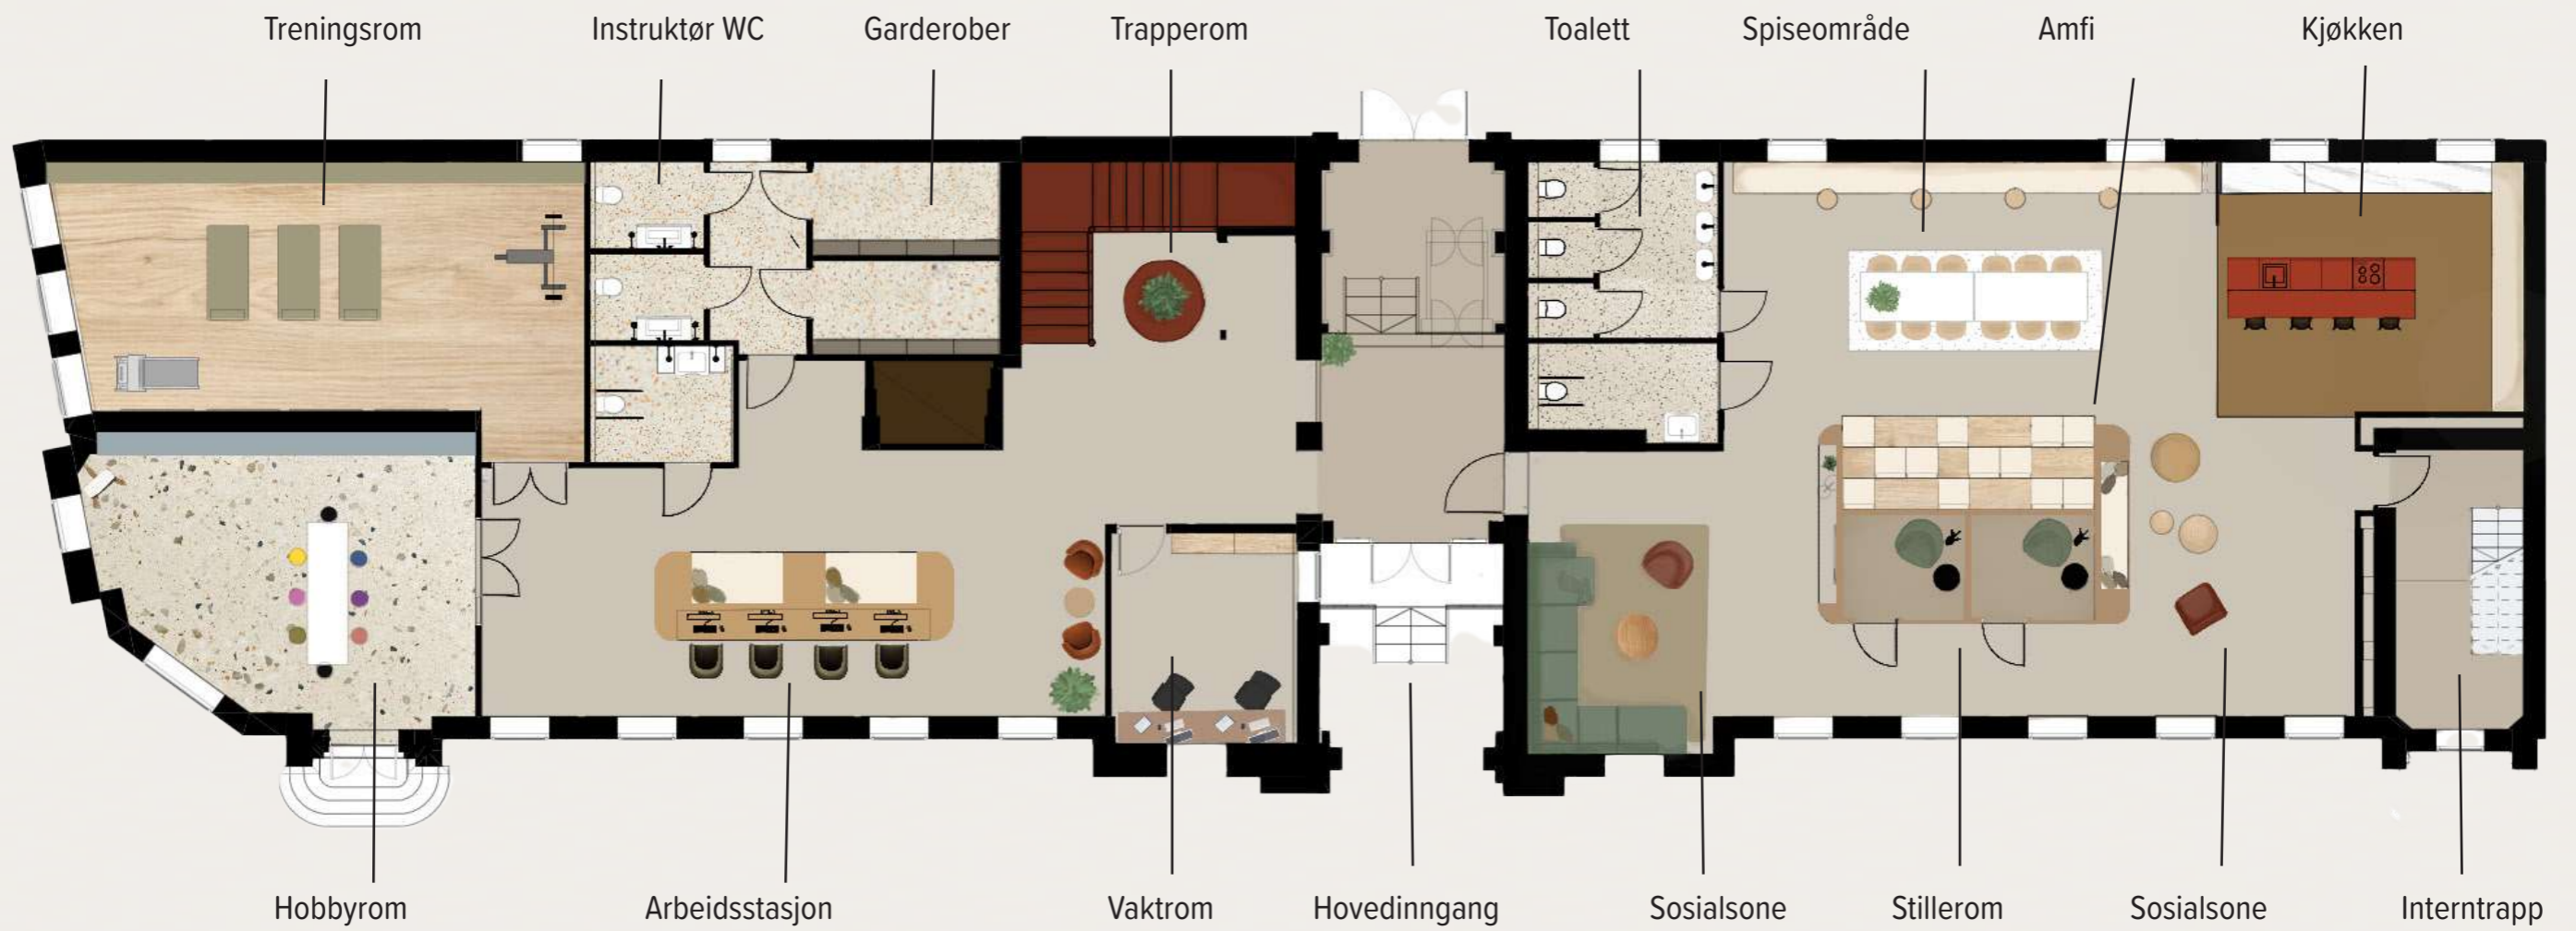 Treningsrom
Instruktør WC
Garderober
Trapperom
Toalett
Spiseområde
Amfi
Kjøkken
Hobbyrom
Arbeidsstasjon
Vaktrom
Hovedinngang
Sosialsone
Stillerom
Sosialsone
Interntrapp